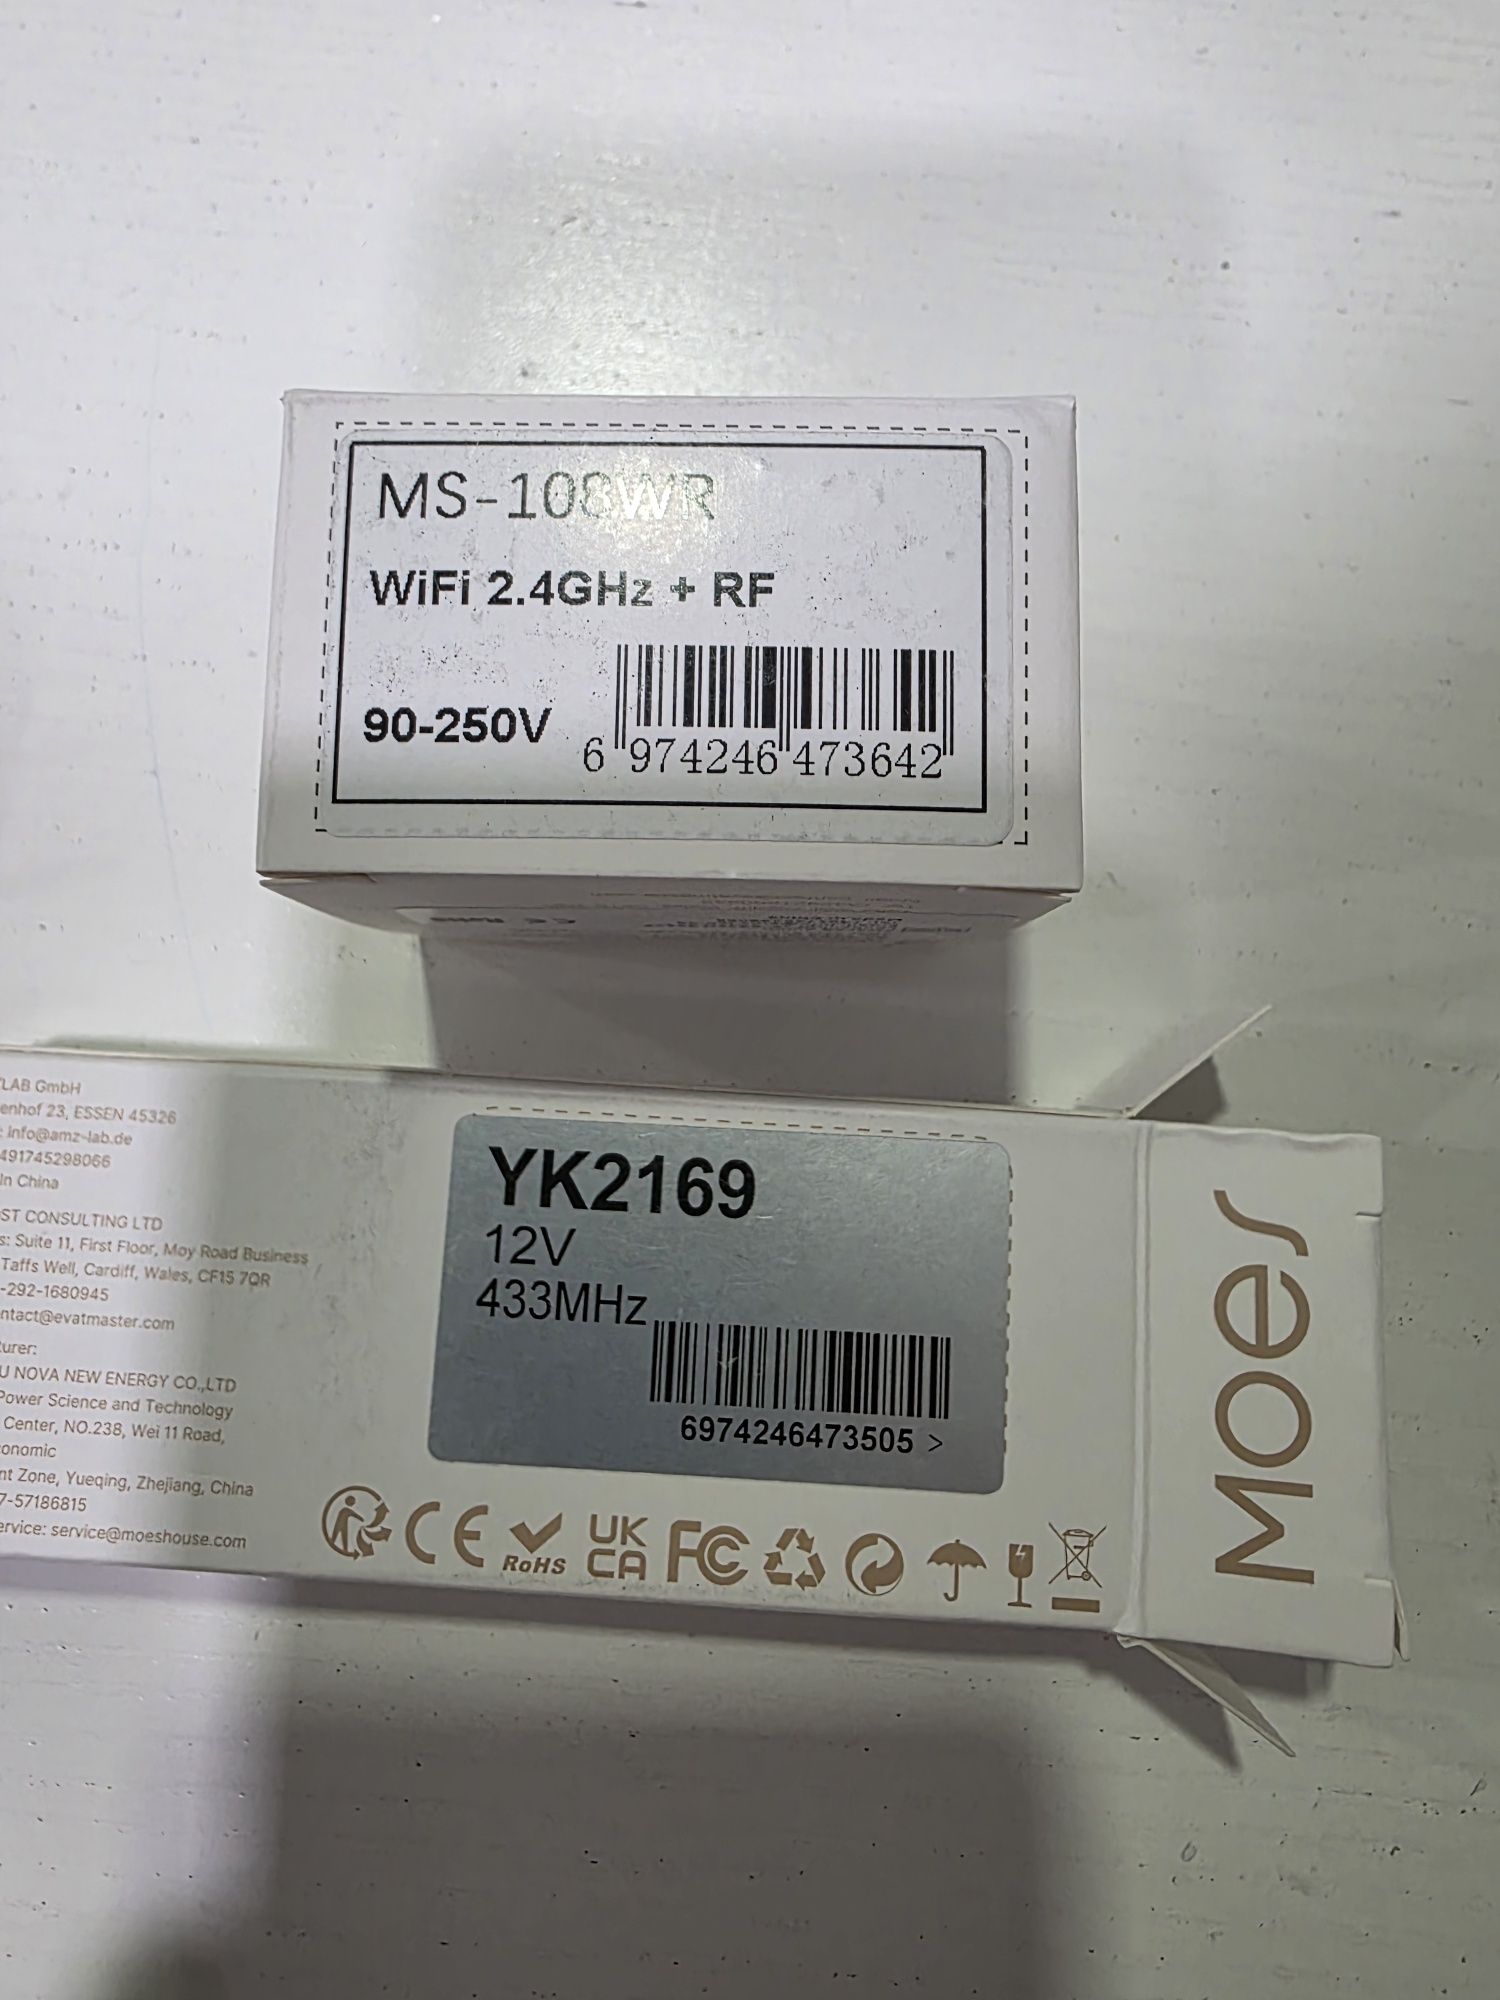 MS-108WR
WiFi 2.4GHz + RF
90-250V
6 974246 473642
LAB GmbH
enhof 23, ESSEN 45326
: info@amz-lab.de
491745298066
In China
ST CONSULTING LTD
s: Suite 11, First Floor, Moy Road Business
Taffs Well, Cardiff, Wales, CF15 7QR
-292-1680945
ntact@evatmaster.com
urer:
U NOVA NEW ENERGY CO.,LTD
Power Science and Technology
Center, NO.238, Wei 11 Road,
onomic
nt Zone, Yueqing, Zhejiang, China
7-57186815
ervice: service@moeshouse.com
YK2169
12V
433MHz
6974246473505 >
CE
RoHS
UK
CA
FC
Moes